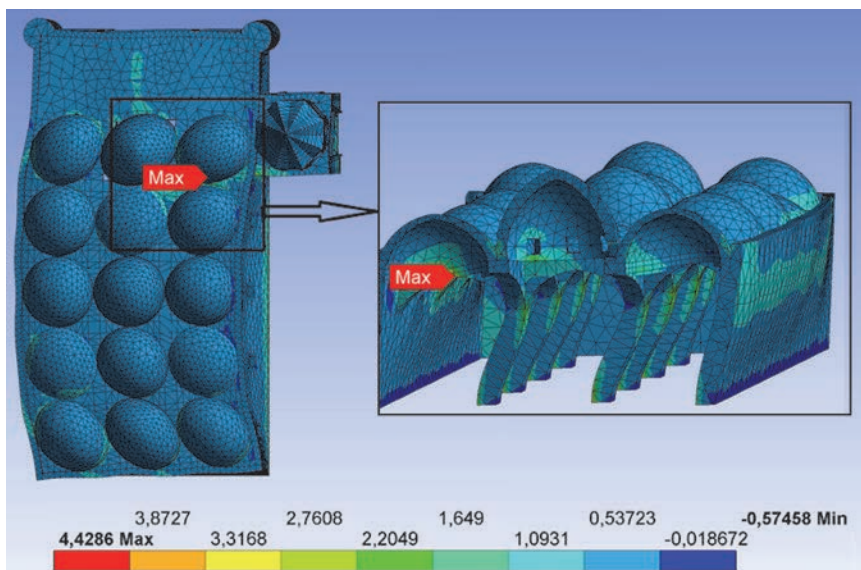 Max
Max
3,8727 2,7608 1,649 0,53723 -0,57458 Min
4,4286 Max 3,3168 2,2049 1,0931 -0,018672